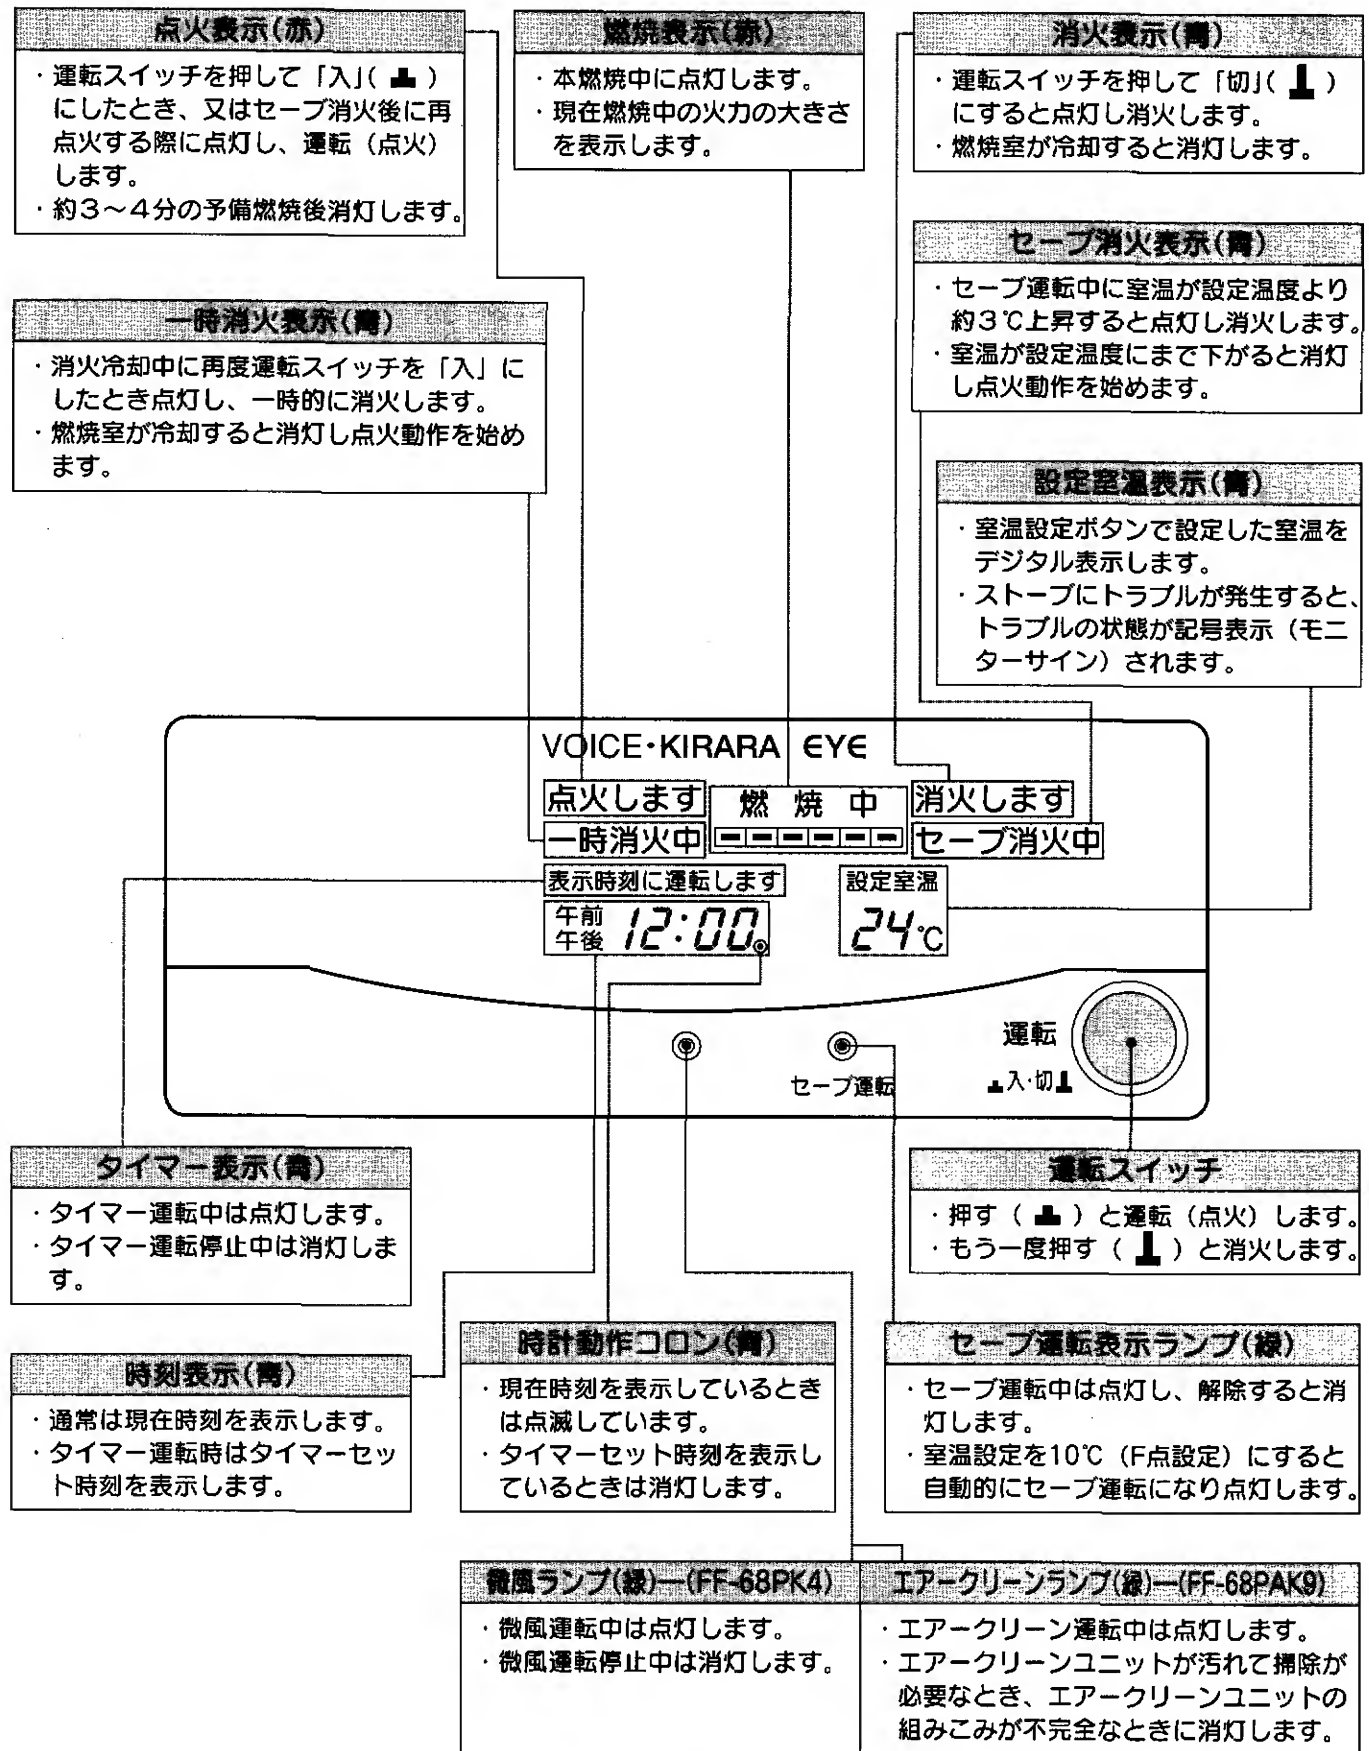 点火表示(赤)
・運転スイッチを押して「入」( )
にしたとき、又はセーブ消火後に再
点火する際に点灯し、運転（点火）
します。
・約3～4分の予備燃焼後消灯します。
燃焼表示(赤)
・本燃焼中に点灯します。
・現在燃焼中の火力の大きさ
を表示します。
消火表示(青)
・運転スイッチを押して「切」( )
にすると点灯し消火します。
・燃焼室が冷却すると消灯します。
セーブ消火表示(青)
・セーブ運転中に室温が設定温度より
約3℃上昇すると点灯し消火します。
・室温が設定温度にまで下がると消灯
し点火動作を始めます。
一時消火表示(青)
・消火冷却中に再度運転スイッチを「入」に
したとき点灯し、一時的に消火します。
・燃焼室が冷却すると消灯し点火動作を始め
ます。
設定室温表示(青)
・室温設定ボタンで設定した室温を
デジタル表示します。
・ストーブにトラブルが発生すると、
トラブルの状態が記号表示（モニ
ターサイン）されます。
VOICE・KIRARA EYE
点火します
燃焼中
消火します
一時消火中
セーブ消火中
表示時刻に運転します
設定室温
午前
午後 12:00
24℃
運転
セーブ運転
入・切
タイマー表示(青)
・タイマー運転中は点灯します。
・タイマー運転停止中は消灯しま
す。
運転スイッチ
・押す（ ）と運転（点火）します。
・もう一度押す（ ）と消火します。
時刻表示(青)
・通常は現在時刻を表示します。
・タイマー運転時はタイマーセッ
ト時刻を表示します。
時計動作コロン(青)
・現在時刻を表示しているとき
は点滅しています。
・タイマーセット時刻を表示し
ているときは消灯します。
セーブ運転表示ランプ(緑)
・セーブ運転中は点灯し、解除すると消
灯します。
・室温設定を10℃（F点設定）にすると
自動的にセーブ運転になり点灯します。
微風ランプ(緑)―(FF-68PK4)
・微風運転中は点灯します。
・微風運転停止中は消灯します。
エアークリーンランプ(緑)―(FF-68PAK9)
・エアークリーン運転中は点灯します。
・エアークリーンユニットが汚れて掃除が
必要なとき、エアークリーンユニットの
組みこみが不完全なときに消灯します。